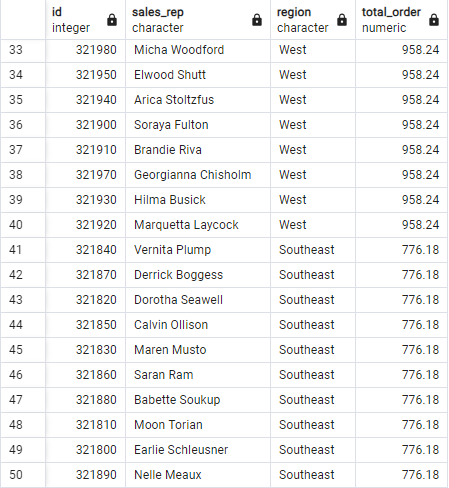 id sales_rep region total_order
integer character character numeric
33 321980 Micha Woodford West 958.24
34 321950 Elwood Shutt West 958.24
35 321940 Arica Stoltzfus West 958.24
36 321900 Soraya Fulton West 958.24
37 321910 Brandie Riva West 958.24
38 321970 Georgianna Chisholm West 958.24
39 321930 Hilma Busick West 958.24
40 321920 Marquetta Laycock West 958.24
41 321840 Vernita Plump Southeast 776.18
42 321870 Derrick Boggess Southeast 776.18
43 321820 Dorotha Seawell Southeast 776.18
44 321850 Calvin Ollison Southeast 776.18
45 321830 Maren Musto Southeast 776.18
46 321860 Saran Ram Southeast 776.18
47 321880 Babette Soukup Southeast 776.18
48 321810 Moon Torian Southeast 776.18
49 321800 Earlie Schleusner Southeast 776.18
50 321890 Nelle Meaux Southeast 776.18